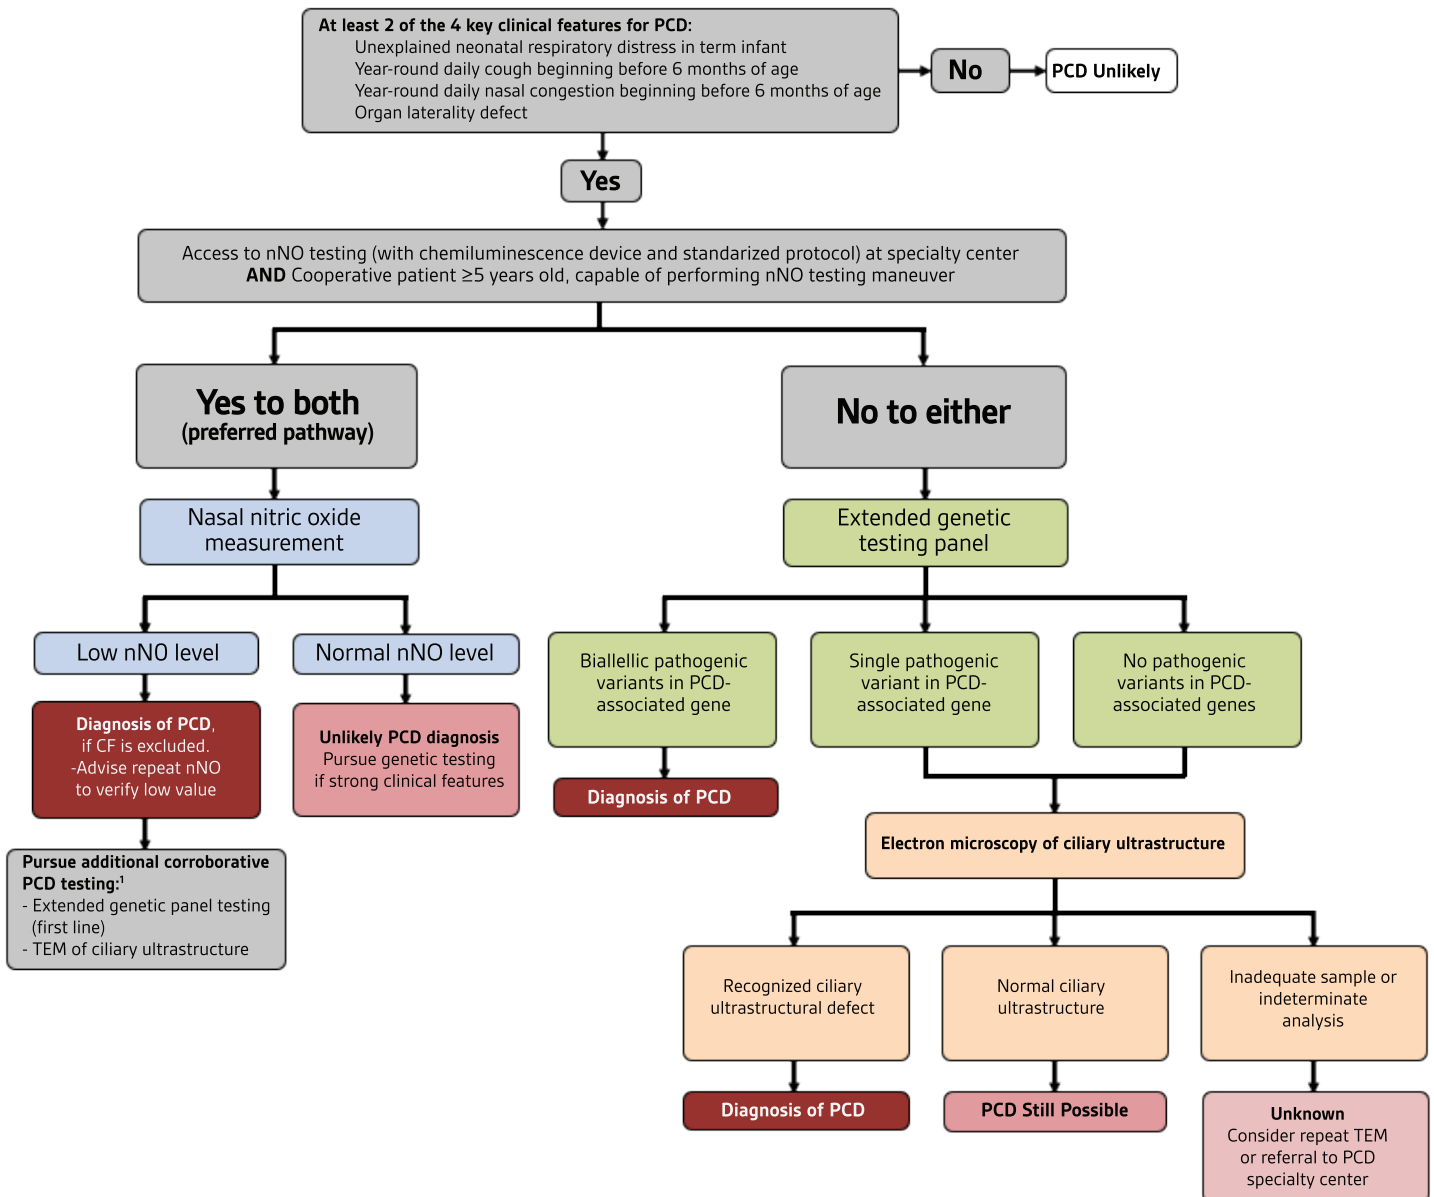 At least 2 of the 4 key clinical features for PCD:
Unexplained neonatal respiratory distress in term infant
Year-round daily cough beginning before 6 months of age
Year-round daily nasal congestion beginning before 6 months of age
Organ laterality defect
No
PCD Unlikely
Yes
Access to nNO testing (with chemiluminescence device and standarized protocol) at specialty center
AND Cooperative patient ≥5 years old, capable of performing nNO testing maneuver
Yes to both
(preferred pathway)
No to either
Nasal nitric oxide
measurement
Extended genetic
testing panel
Low nNO level
Normal nNO level
Biallellic pathogenic
variants in PCD-
associated gene
Single pathogenic
variant in PCD-
associated gene
No pathogenic
variants in PCD-
associated genes
Diagnosis of PCD,
if CF is excluded.
-Advise repeat nNO
to verify low value
Unlikely PCD diagnosis
Pursue genetic testing
if strong clinical features
Diagnosis of PCD
Electron microscopy of ciliary ultrastructure
Pursue additional corroborative
PCD testing:¹
- Extended genetic panel testing
(first line)
- TEM of ciliary ultrastructure
Recognized ciliary
ultrastructural defect
Normal ciliary
ultrastructure
Inadequate sample or
indeterminate
analysis
Diagnosis of PCD
PCD Still Possible
Unknown
Consider repeat TEM
or referral to PCD
specialty center